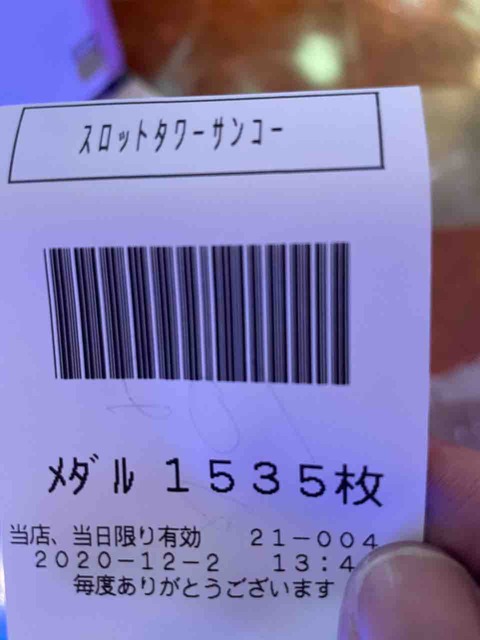 ｽﾛｯﾄﾀﾜｰｻﾝｺｰ
ﾒﾀﾞﾙ １５３５枚
当店、当日限り有効 ２１－００４
２０２０－１２－２ １３：４
毎度ありがとうございます